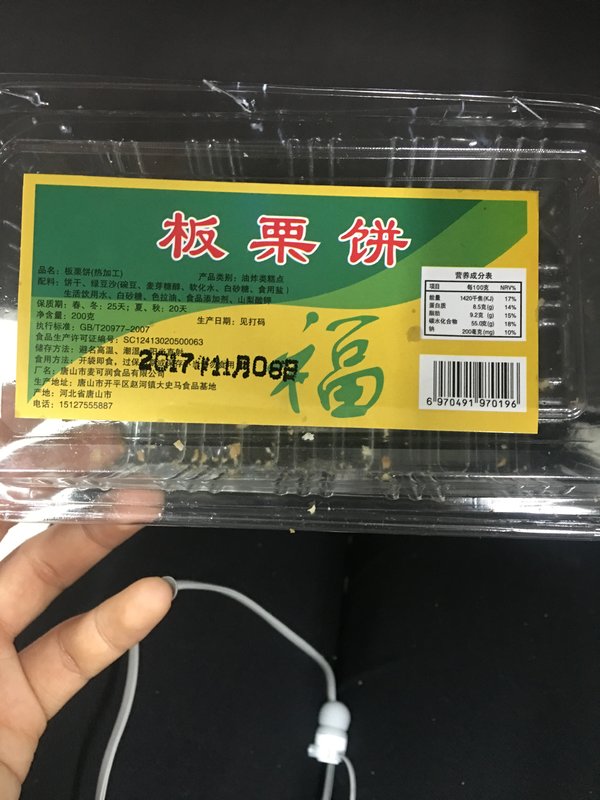 板栗饼
品名：板栗饼(热加工) 产品类别：油炸类糕点
配料：饼干、绿豆沙(碗豆、麦芽糖醇、软化水、白砂糖、食用盐)
生活饮用水、白砂糖、色拉油、食品添加剂、山梨酸钾
保质期：春、冬：25天；夏、秋：20天
净含量：200克 生产日期：见打码
执行标准：GB/T20977-2007
食品生产许可证编号：SC12413020500063
储存方法：避名高温、潮湿
2017.11月08日
食用方法：开袋即食，过保
厂名：唐山市麦可润食品有限公司
生产地址：唐山市开平区赵河镇大史马食品基地
产地：河北省唐山市
电话：15127555887
福
营养成分表
项目 每100克 NRV%
能量 1420千焦(KJ) 17%
蛋白质 8.5克(g) 14%
脂肪 9.2克(g) 15%
碳水化合物 55.0克(g) 18%
钠 200毫克(mg) 10%
6 970491 970196